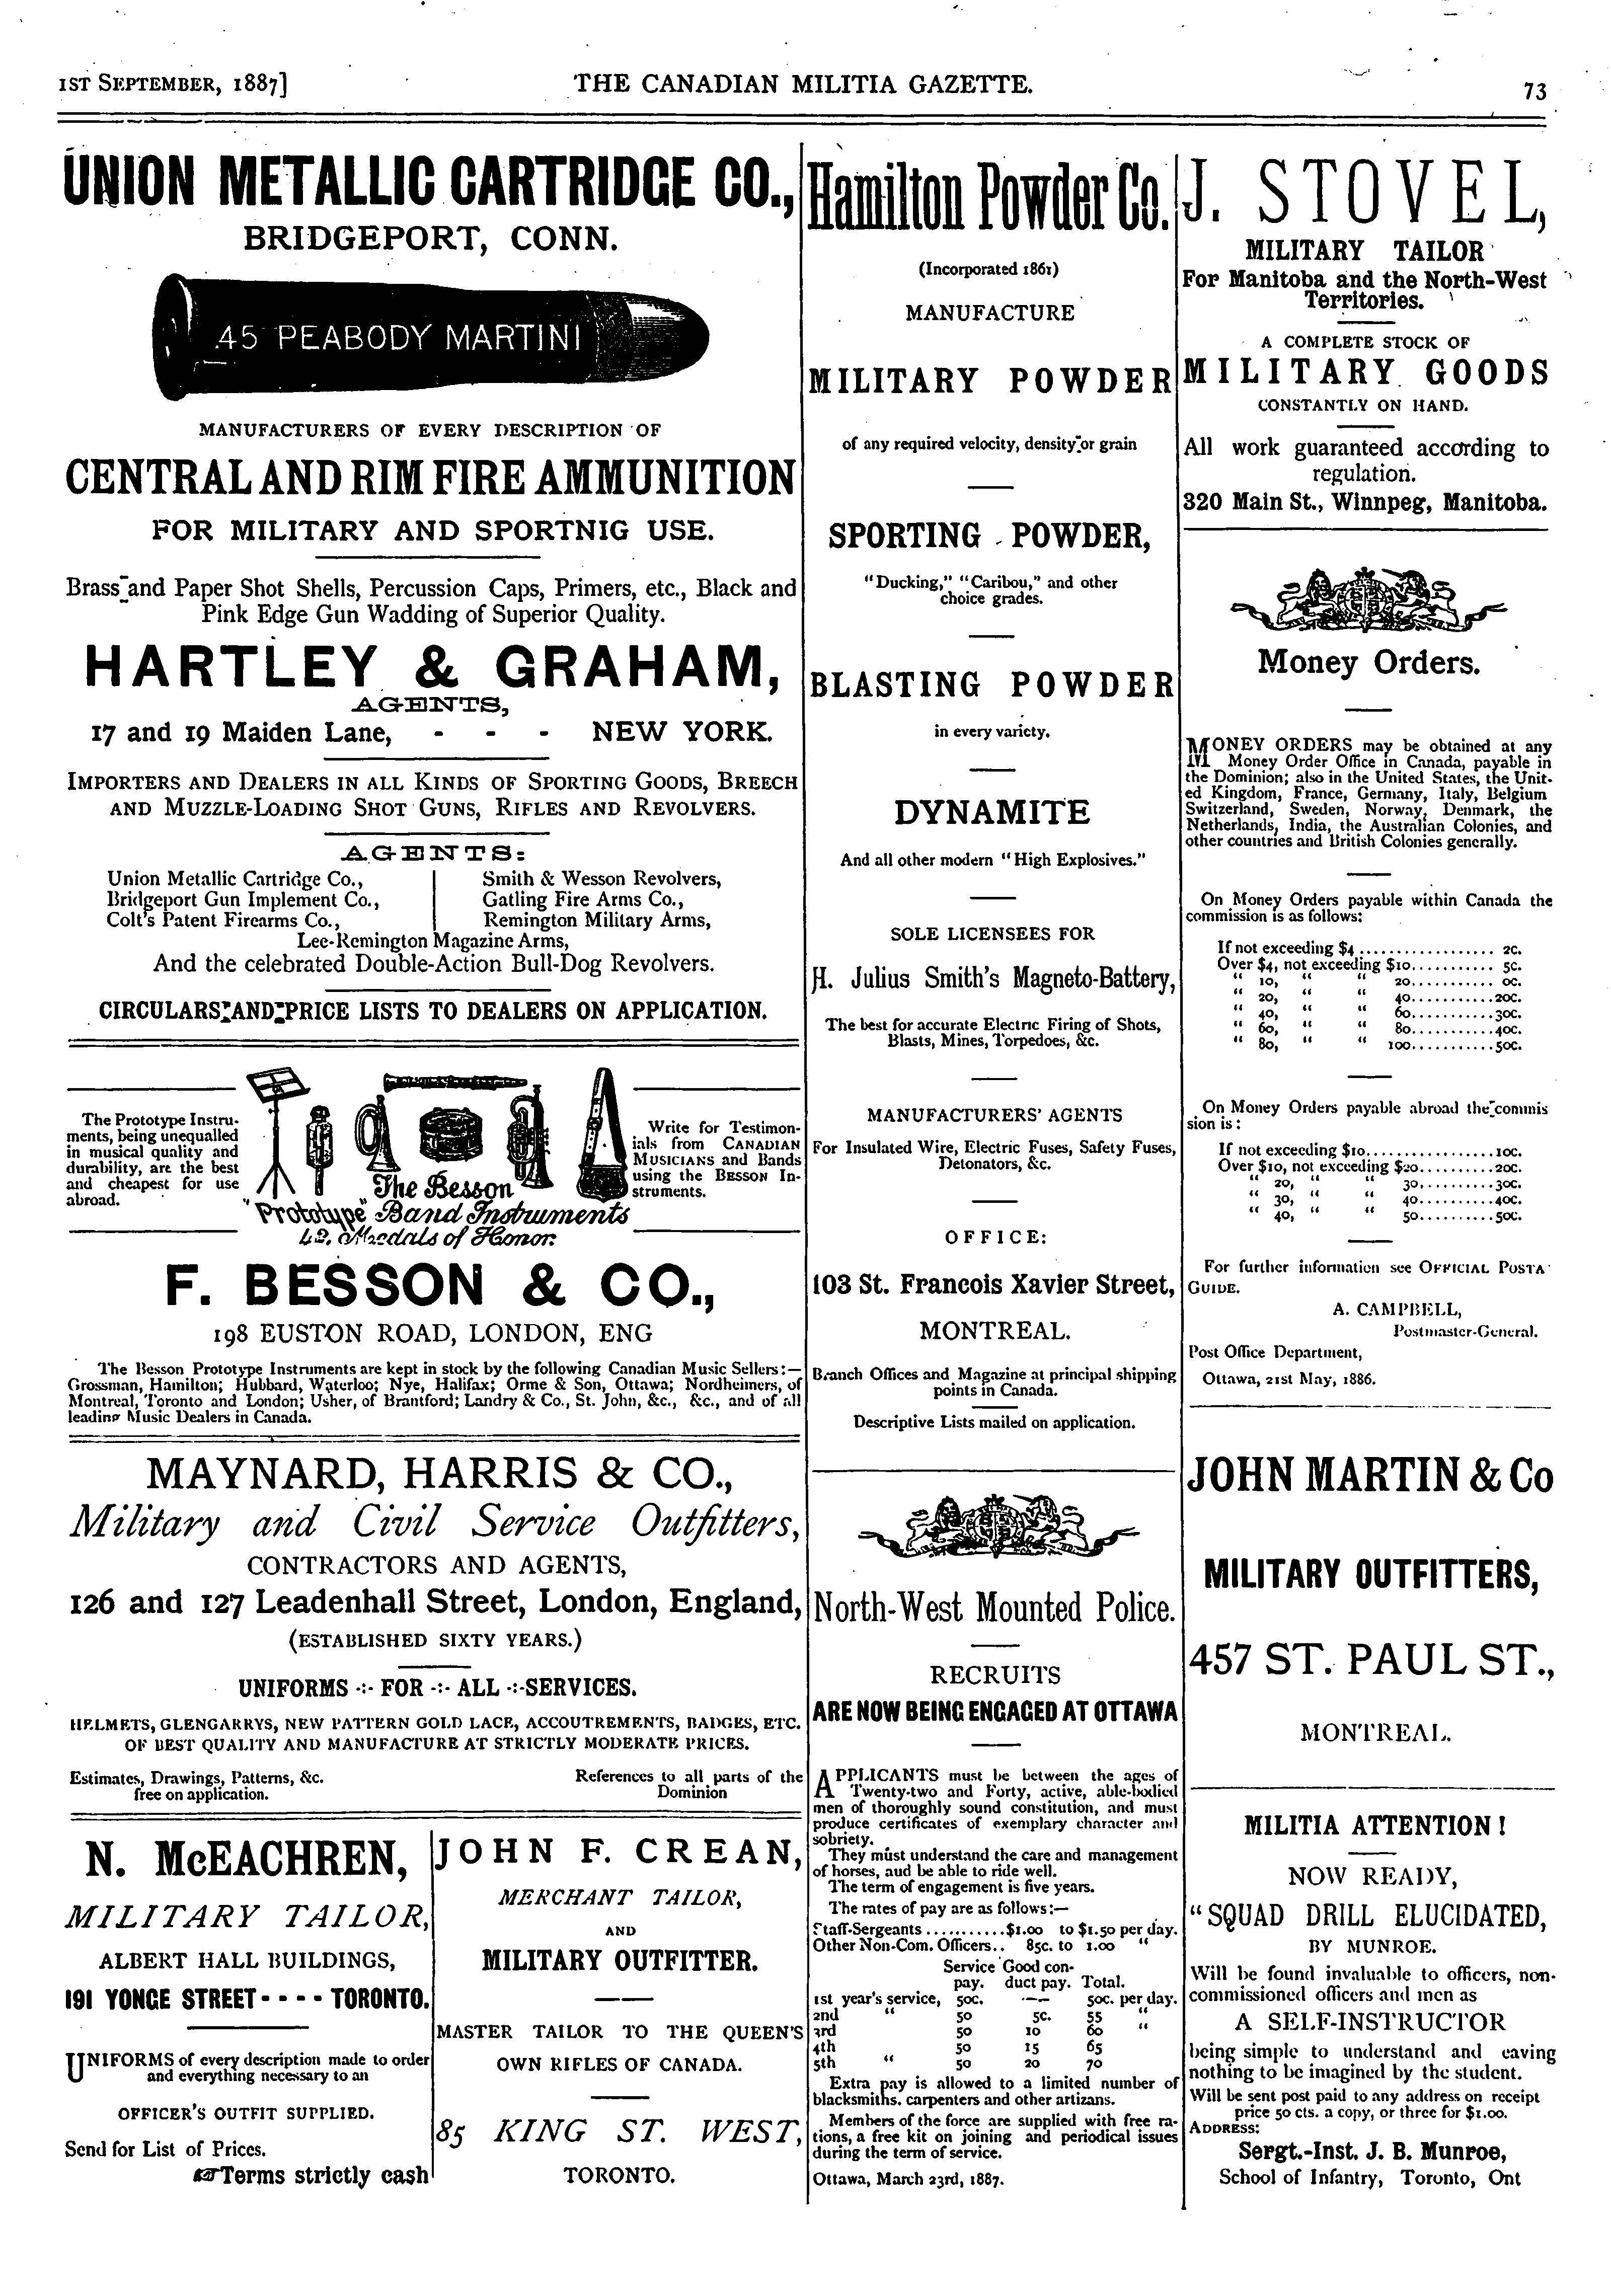 1ST SEPTEMBER, 1887]
THE CANADIAN MILITIA GAZETTE.
73
UNION METALLIC CARTRIDGE CO.,
BRIDGEPORT, CONN.
.45 PEABODY MARTINI
MANUFACTURERS OF EVERY DESCRIPTION OF
CENTRAL AND RIM FIRE AMMUNITION
FOR MILITARY AND SPORTNIG USE.
Brass and Paper Shot Shells, Percussion Caps, Primers, etc., Black and
Pink Edge Gun Wadding of Superior Quality.
HARTLEY & GRAHAM,
AGENTS,
17 and 19 Maiden Lane, - - - NEW YORK.
IMPORTERS AND DEALERS IN ALL KINDS OF SPORTING GOODS, BREECH
AND MUZZLE-LOADING SHOT GUNS, RIFLES AND REVOLVERS.
AGENTS:
Union Metallic Cartridge Co.,
Bridgeport Gun Implement Co.,
Colt's Patent Firearms Co.,
Smith & Wesson Revolvers,
Gatling Fire Arms Co.,
Remington Military Arms,
Lee-Remington Magazine Arms,
And the celebrated Double-Action Bull-Dog Revolvers.
CIRCULARS AND PRICE LISTS TO DEALERS ON APPLICATION.
The Prototype Instru-
ments, being unequalled
in musical quality and
durability, are the best
and cheapest for use
abroad.
The Besson
"Prototype" Band Instruments
42. Medals of Honor.
Write for Testimon-
ials from CANADIAN
MUSICIANS and Bands
using the BESSON In-
struments.
F. BESSON & CO.,
198 EUSTON ROAD, LONDON, ENG
The Besson Prototype Instruments are kept in stock by the following Canadian Music Sellers:—
Grossman, Hamilton; Hubbard, Waterloo; Nye, Halifax; Orme & Son, Ottawa; Nordheimers, of
Montreal, Toronto and London; Usher, of Brantford; Landry & Co., St. John, &c., &c., and of all
leading Music Dealers in Canada.
MAYNARD, HARRIS & CO.,
Military and Civil Service Outfitters,
CONTRACTORS AND AGENTS,
126 and 127 Leadenhall Street, London, England,
(ESTABLISHED SIXTY YEARS.)
UNIFORMS -:- FOR -:- ALL -:-SERVICES.
HELMETS, GLENGARRYS, NEW PATTERN GOLD LACE, ACCOUTREMENTS, BADGES, ETC.
OF BEST QUALITY AND MANUFACTURE AT STRICTLY MODERATE PRICES.
Estimates, Drawings, Patterns, &c.
free on application.
References to all parts of the
Dominion
N. McEACHREN,
MILITARY TAILOR,
ALBERT HALL BUILDINGS,
191 YONGE STREET - - - - TORONTO.
UNIFORMS of every description made to order
and everything necessary to an
OFFICER'S OUTFIT SUPPLIED.
Send for List of Prices.
☞Terms strictly cash
JOHN F. CREAN,
MERCHANT TAILOR,
AND
MILITARY OUTFITTER.
MASTER TAILOR TO THE QUEEN'S
OWN RIFLES OF CANADA.
85 KING ST. WEST,
TORONTO.
Hamilton Powder Co.
(Incorporated 1861)
MANUFACTURE
MILITARY POWDER
of any required velocity, density or grain
SPORTING POWDER,
"Ducking," "Caribou," and other
choice grades.
BLASTING POWDER
in every variety.
DYNAMITE
And all other modern "High Explosives."
SOLE LICENSEES FOR
H. Julius Smith's Magneto-Battery,
The best for accurate Electric Firing of Shots,
Blasts, Mines, Torpedoes, &c.
MANUFACTURERS' AGENTS
For Insulated Wire, Electric Fuses, Safety Fuses,
Detonators, &c.
OFFICE:
103 St. Francois Xavier Street,
MONTREAL.
Branch Offices and Magazine at principal shipping
points in Canada.
Descriptive Lists mailed on application.
North-West Mounted Police.
RECRUITS
ARE NOW BEING ENGAGED AT OTTAWA
APPLICANTS must be between the ages of
Twenty-two and Forty, active, able-bodied
men of thoroughly sound constitution, and must
produce certificates of exemplary character and
sobriety.
They must understand the care and management
of horses, aud be able to ride well.
The term of engagement is five years.
The rates of pay are as follows:—
Staff-Sergeants ...........$1.00 to $1.50 per day.
Other Non-Com. Officers.. 85c. to 1.00 "
Service Good con-
pay. duct pay. Total.
1st year's service, 50c. —— 50c. per day.
2nd " 50 5c. 55 "
3rd 50 10 60 "
4th 50 15 65
5th " 50 20 70
Extra pay is allowed to a limited number of
blacksmiths. carpenters and other artizans.
Members of the force are supplied with free ra-
tions, a free kit on joining and periodical issues
during the term of service.
Ottawa, March 23rd, 1887.
J. STOVEL,
MILITARY TAILOR
For Manitoba and the North-West
Territories.
A COMPLETE STOCK OF
MILITARY GOODS
CONSTANTLY ON HAND.
All work guaranteed according to
regulation.
320 Main St., Winnpeg, Manitoba.
Money Orders.
MONEY ORDERS may be obtained at any
Money Order Office in Canada, payable in
the Dominion; also in the United States, the Unit-
ed Kingdom, France, Germany, Italy, Belgium
Switzerland, Sweden, Norway, Denmark, the
Netherlands, India, the Australian Colonies, and
other countries and British Colonies generally.
On Money Orders payable within Canada the
commission is as follows:
If not exceeding $4.................. 2c.
Over $4, not exceeding $10........... 5c.
" 10, " " 20........... 0c.
" 20, " " 40...........20c.
" 40, " " 60...........30c.
" 60, " " 80...........40c.
" 80, " " 100...........50c.
On Money Orders payable abroad the commis
sion is:
If not exceeding $10.................10c.
Over $10, not exceeding $20..........20c.
" 20, " " 30..........30c.
" 30, " " 40..........40c.
" 40, " " 50..........50c.
For further information see OFFICIAL POSTA
GUIDE.
A. CAMPBELL,
Postmaster-General.
Post Office Department,
Ottawa, 21st May, 1886.
JOHN MARTIN & Co
MILITARY OUTFITTERS,
457 ST. PAUL ST.,
MONTREAL.
MILITIA ATTENTION!
NOW READY,
"SQUAD DRILL ELUCIDATED,
BY MUNROE.
Will be found invaluable to officers, non-
commissioned officers and men as
A SELF-INSTRUCTOR
being simple to understand and eaving
nothing to be imagined by the student.
Will be sent post paid to any address on receipt
price 50 cts. a copy, or three for $1.00.
ADDRESS:
Sergt.-Inst. J. B. Munroe,
School of Infantry, Toronto, Ont